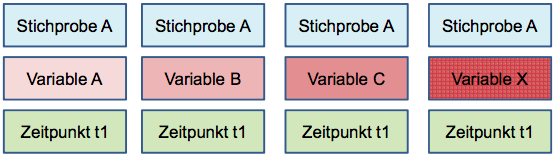 Stichprobe A Stichprobe A Stichprobe A Stichprobe A
Variable A Variable B Variable C Variable X
Zeitpunkt t1 Zeitpunkt t1 Zeitpunkt t1 Zeitpunkt t1